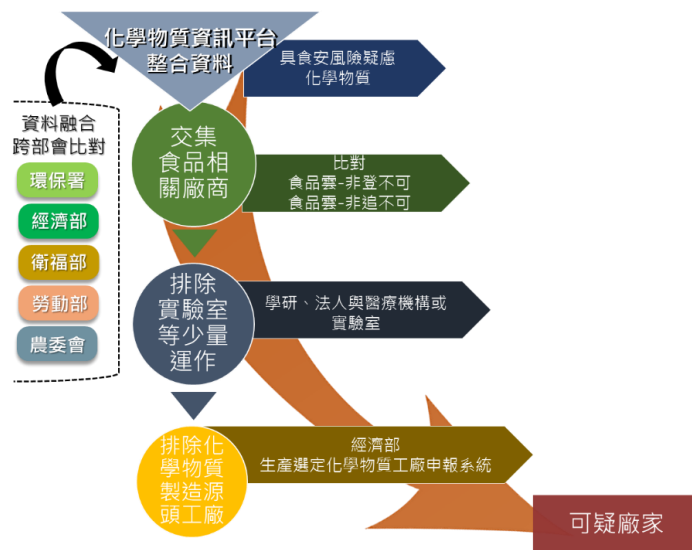 化學物質資訊平台
整合資料
具食安風險疑慮
化學物質
資料融合
跨部會比對
環保署
經濟部
衛福部
勞動部
農委會
交集
食品相
關廠商
比對
食品雲-非登不可
食品雲-非追不可
排除
實驗室
等少量
運作
學研、法人與醫療機構或
實驗室
排除化
學物質
製造源
頭工廠
經濟部
生產選定化學物質工廠申報系統
可疑廠家